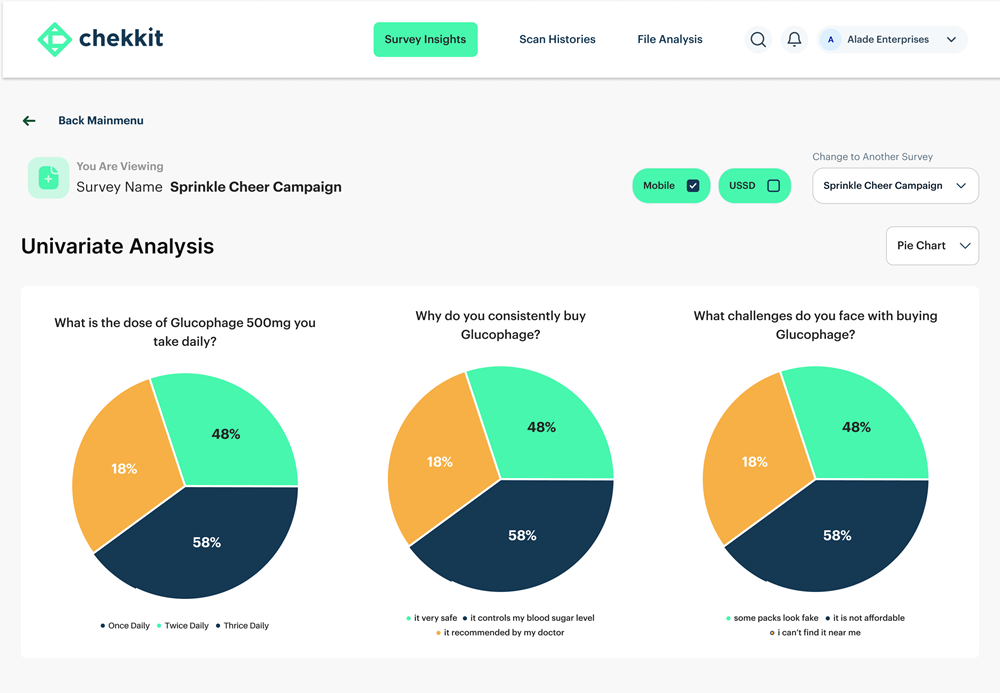 chekkit
Survey Insights
Scan Histories
File Analysis
A
Alade Enterprises
Back Mainmenu
You Are Viewing
Survey Name Sprinkle Cheer Campaign
Mobile
USSD
Change to Another Survey
Sprinkle Cheer Campaign
Univariate Analysis
Pie Chart
What is the dose of Glucophage 500mg you
take daily?
48%
18%
58%
Once Daily Twice Daily Thrice Daily
Why do you consistently buy
Glucophage?
48%
18%
58%
it very safe it controls my blood sugar level
it recommended by my doctor
What challenges do you face with buying
Glucophage?
48%
18%
58%
some packs look fake it is not affordable
i can't find it near me